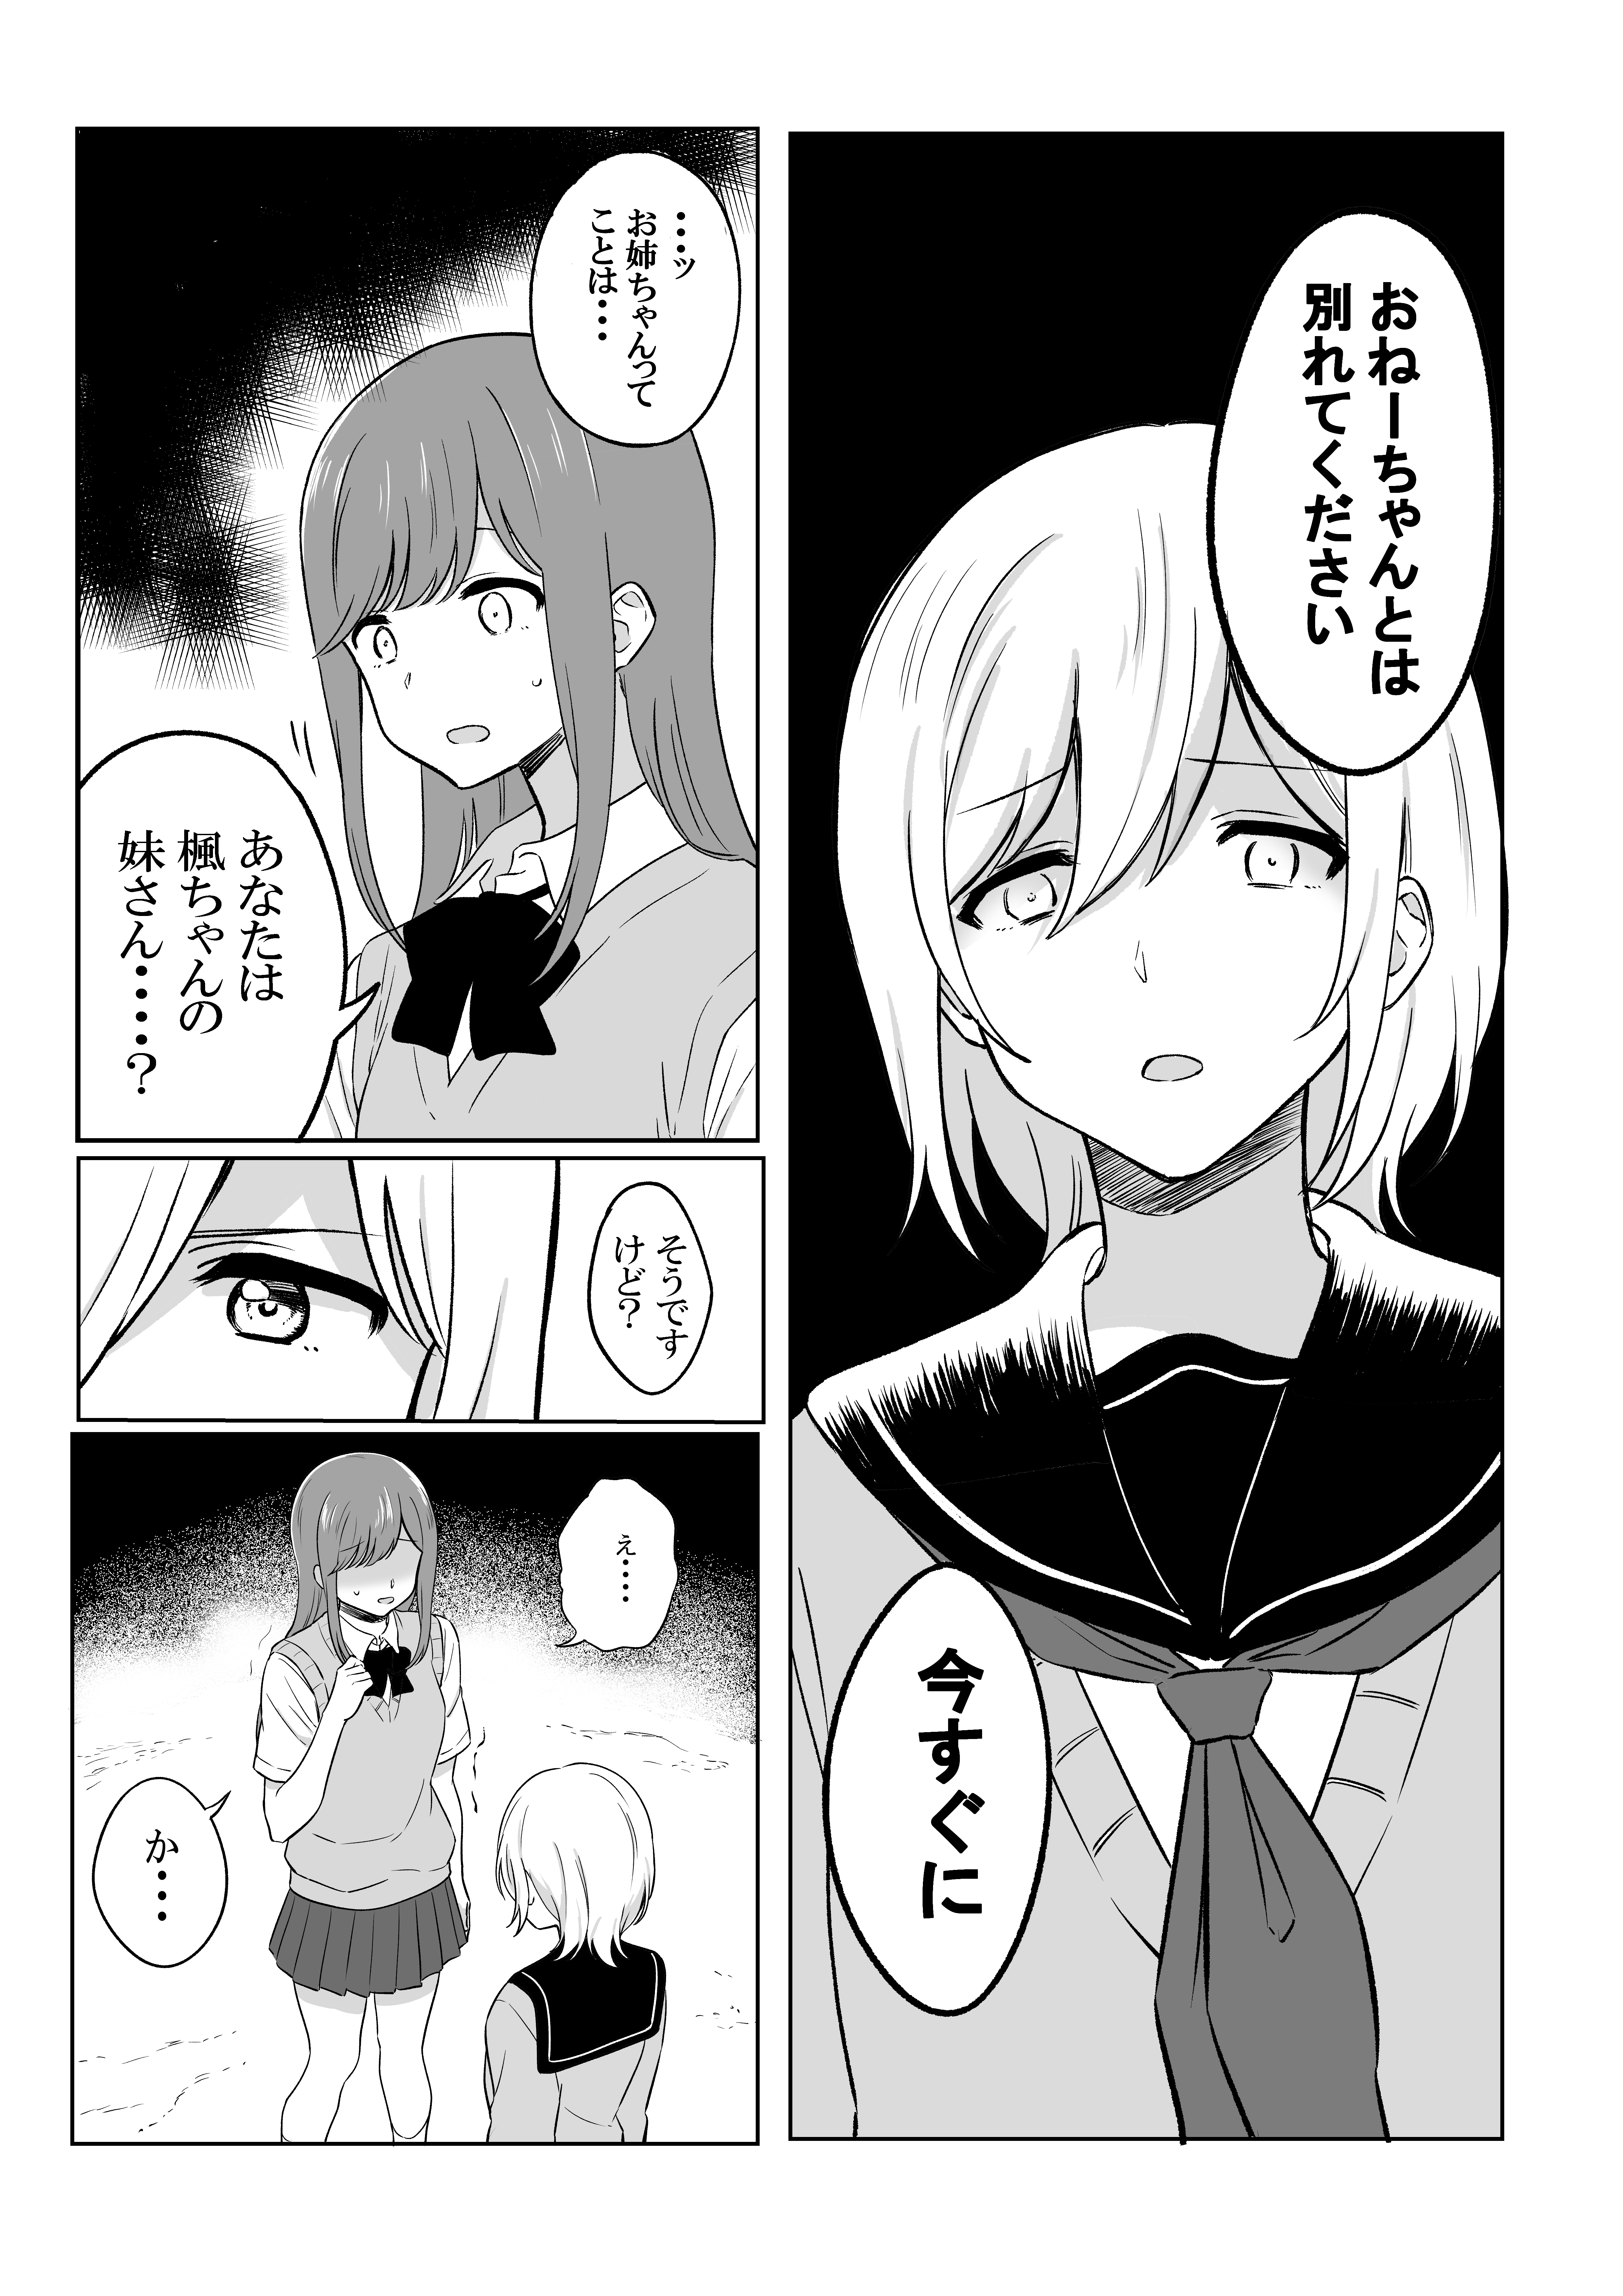 おねーちゃんとは
別れてください
今すぐに
・・・ッ
お姉ちゃんって
ことは・・・
あなたは
楓ちゃんの
妹さん・・・・？
そうです
けど？
え・・・・
か・・・